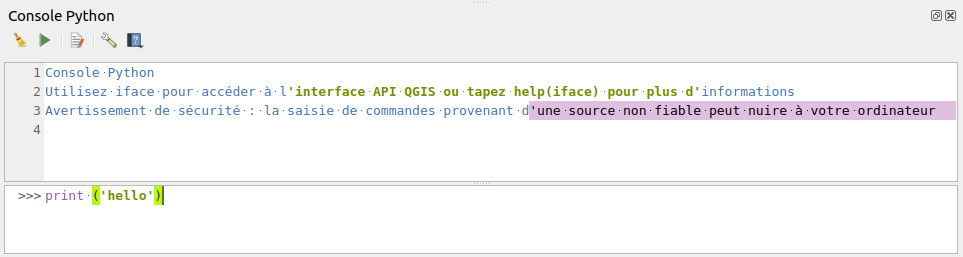 Console Python
1 Console Python
2 Utilisez iface pour accéder à l'interface API QGIS ou tapez help(iface) pour plus d'informations
3 Avertissement de sécurité : la saisie de commandes provenant d'une source non fiable peut nuire à votre ordinateur
4
>>> print ('hello')